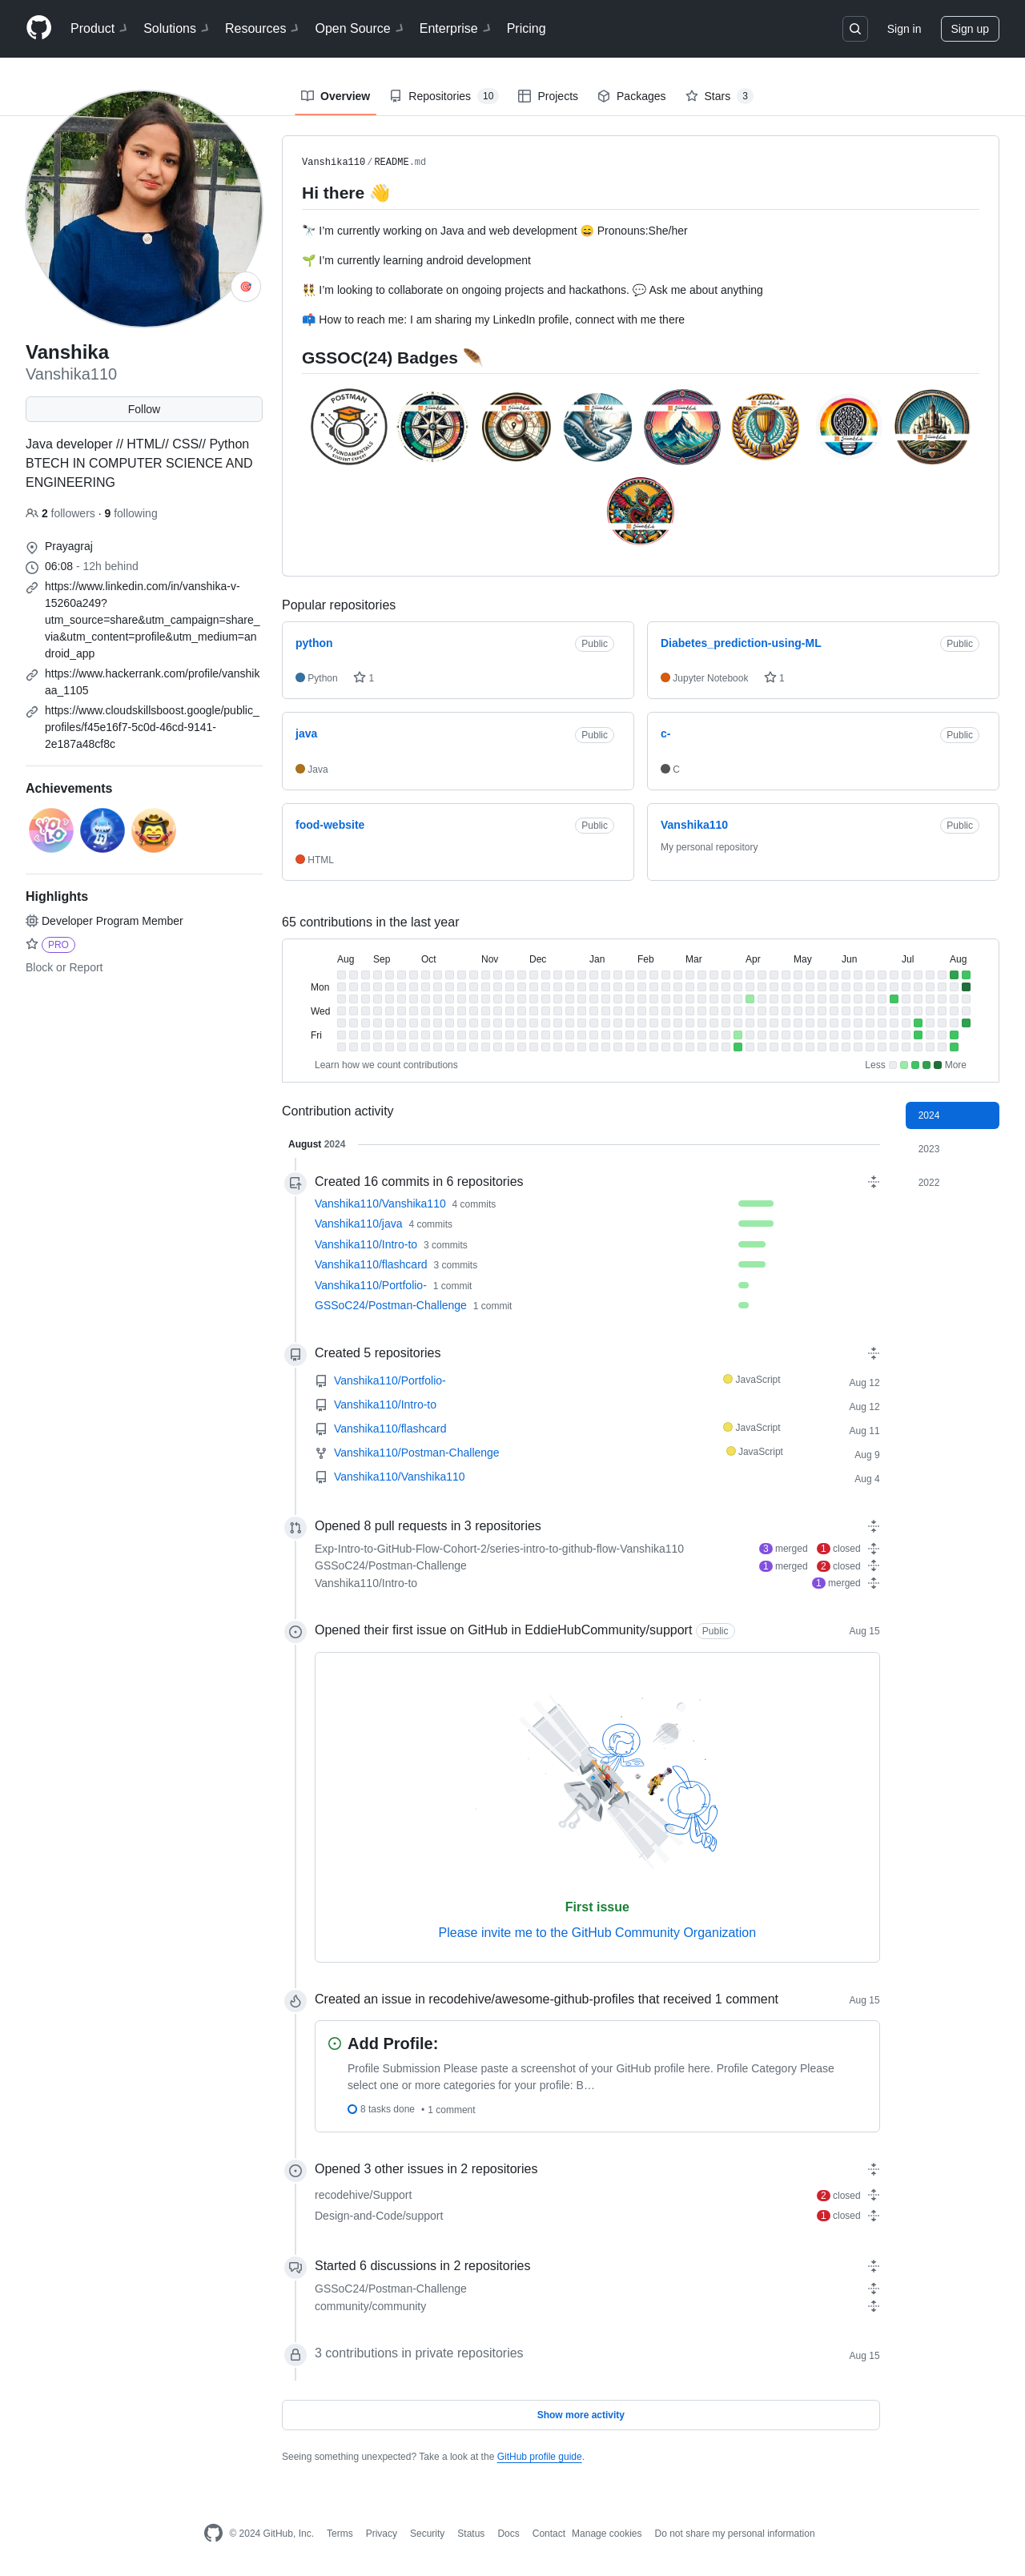 Product Solutions Resources Open Source Enterprise Pricing Sign in Sign up
Overview Repositories 10 Projects Packages Stars 3
Vanshika110/README.md
Hi there 👋
🔭 I’m currently working on Java and web development 😄 Pronouns:She/her
🌱 I’m currently learning android development
👯 I’m looking to collaborate on ongoing projects and hackathons. 💬 Ask me about anything
📫 How to reach me: I am sharing my LinkedIn profile, connect with me there
GSSOC(24) Badges 🪶
POSTMAN
API FUNDAMENTALS
STUDENT EXPERT
Vanshika
Vanshika110
Follow
Java developer // HTML// CSS// Python
BTECH IN COMPUTER SCIENCE AND
ENGINEERING
2 followers · 9 following
Prayagraj
06:08 - 12h behind
https://www.linkedin.com/in/vanshika-v-
15260a249?
utm_source=share&utm_campaign=share_
via&utm_content=profile&utm_medium=an
droid_app
https://www.hackerrank.com/profile/vanshik
aa_1105
https://www.cloudskillsboost.google/public_
profiles/f45e16f7-5c0d-46cd-9141-
2e187a48cf8c
Achievements
YOLO
Highlights
Developer Program Member
PRO
Block or Report
Popular repositories
python Public
Python 1
Diabetes_prediction-using-ML Public
Jupyter Notebook 1
java Public
Java
c- Public
C
food-website Public
HTML
Vanshika110 Public
My personal repository
65 contributions in the last year
Aug Sep Oct Nov Dec Jan Feb Mar Apr May Jun Jul Aug
Mon
Wed
Fri
Learn how we count contributions Less More
Contribution activity
2024
2023
2022
August 2024
Created 16 commits in 6 repositories
Vanshika110/Vanshika110 4 commits
Vanshika110/java 4 commits
Vanshika110/Intro-to 3 commits
Vanshika110/flashcard 3 commits
Vanshika110/Portfolio- 1 commit
GSSoC24/Postman-Challenge 1 commit
Created 5 repositories
Vanshika110/Portfolio- JavaScript Aug 12
Vanshika110/Intro-to Aug 12
Vanshika110/flashcard JavaScript Aug 11
Vanshika110/Postman-Challenge JavaScript Aug 9
Vanshika110/Vanshika110 Aug 4
Opened 8 pull requests in 3 repositories
Exp-Intro-to-GitHub-Flow-Cohort-2/series-intro-to-github-flow-Vanshika110 3 merged 1 closed
GSSoC24/Postman-Challenge 1 merged 2 closed
Vanshika110/Intro-to 1 merged
Opened their first issue on GitHub in EddieHubCommunity/support Public Aug 15
First issue
Please invite me to the GitHub Community Organization
Created an issue in recodehive/awesome-github-profiles that received 1 comment Aug 15
Add Profile:
Profile Submission Please paste a screenshot of your GitHub profile here. Profile Category Please
select one or more categories for your profile: B…
8 tasks done • 1 comment
Opened 3 other issues in 2 repositories
recodehive/Support 2 closed
Design-and-Code/support 1 closed
Started 6 discussions in 2 repositories
GSSoC24/Postman-Challenge
community/community
3 contributions in private repositories Aug 15
Show more activity
Seeing something unexpected? Take a look at the GitHub profile guide.
© 2024 GitHub, Inc. Terms Privacy Security Status Docs Contact Manage cookies Do not share my personal information